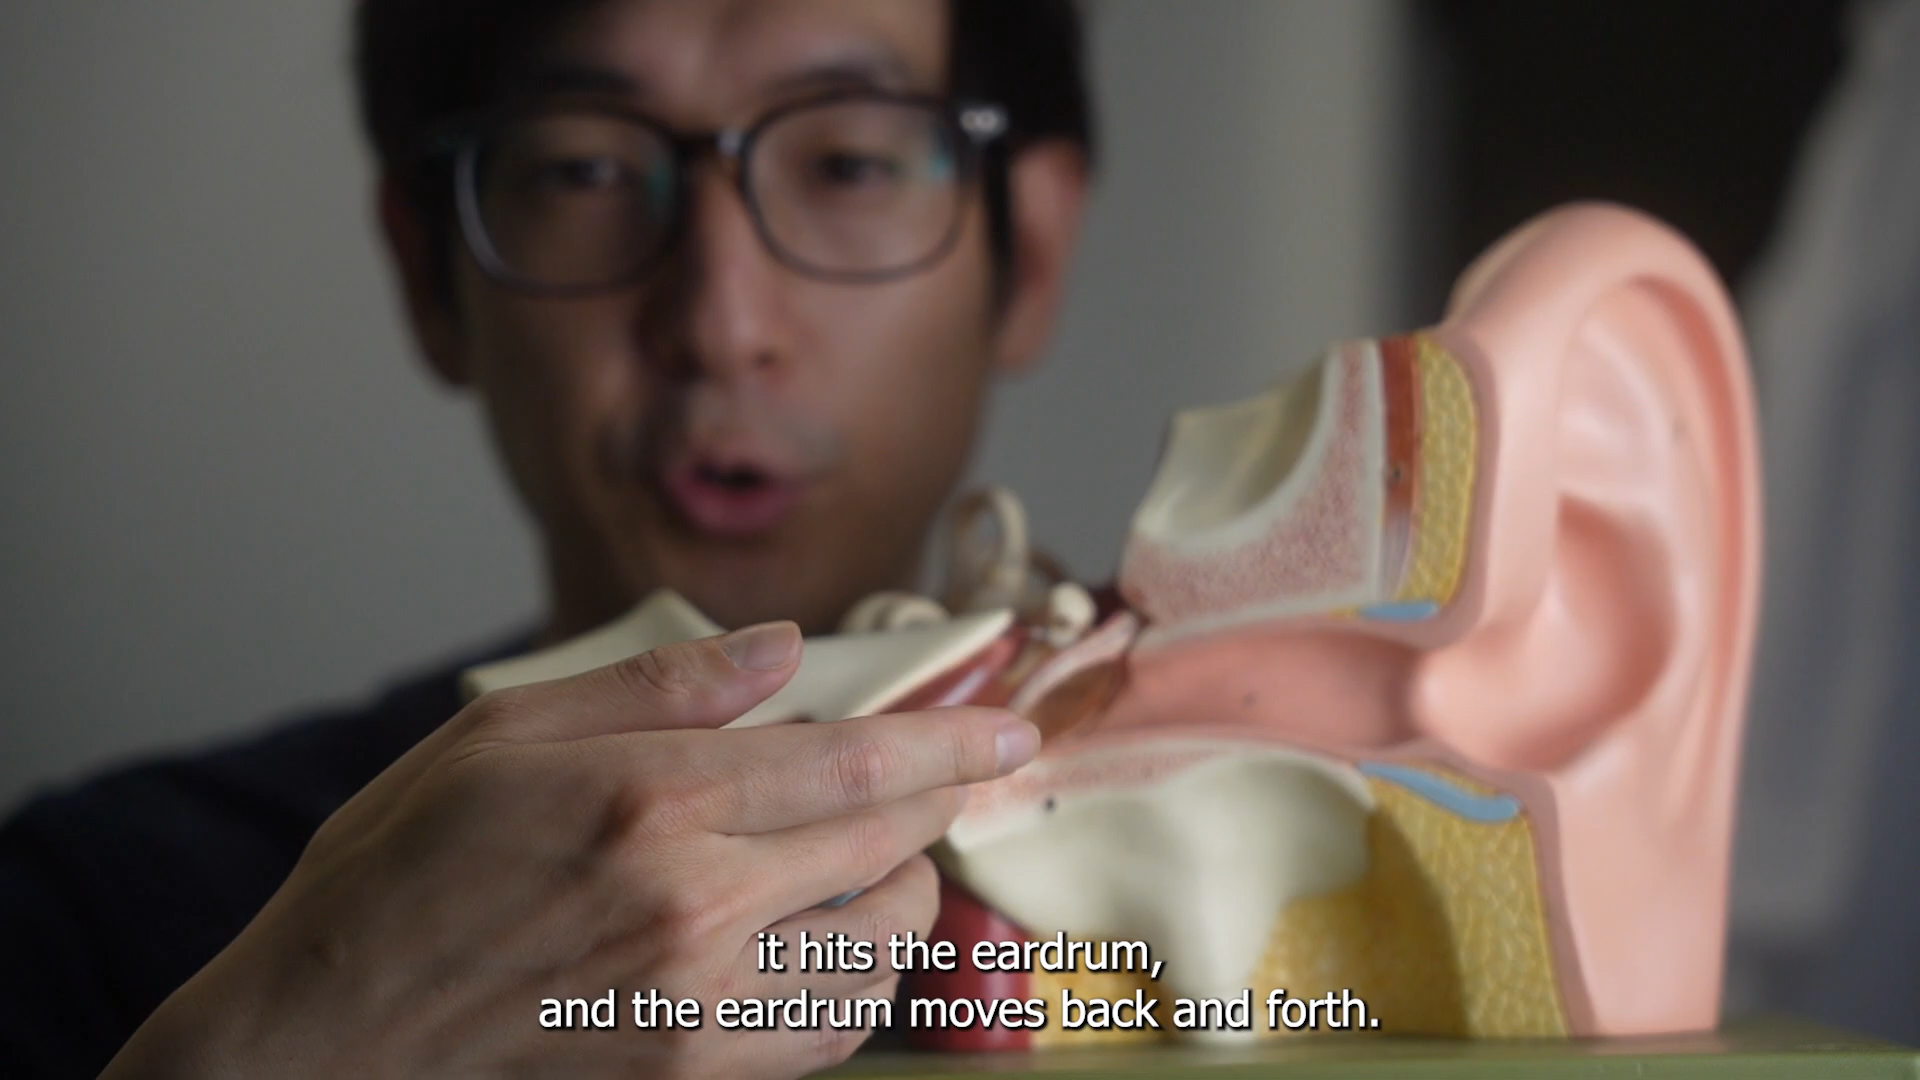 it hits the eardrum,
and the eardrum moves back and forth.